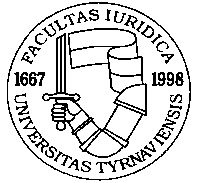 FACULTAS IURIDICA
1667 1998
UNIVERSITAS TYRNAVIENSIS